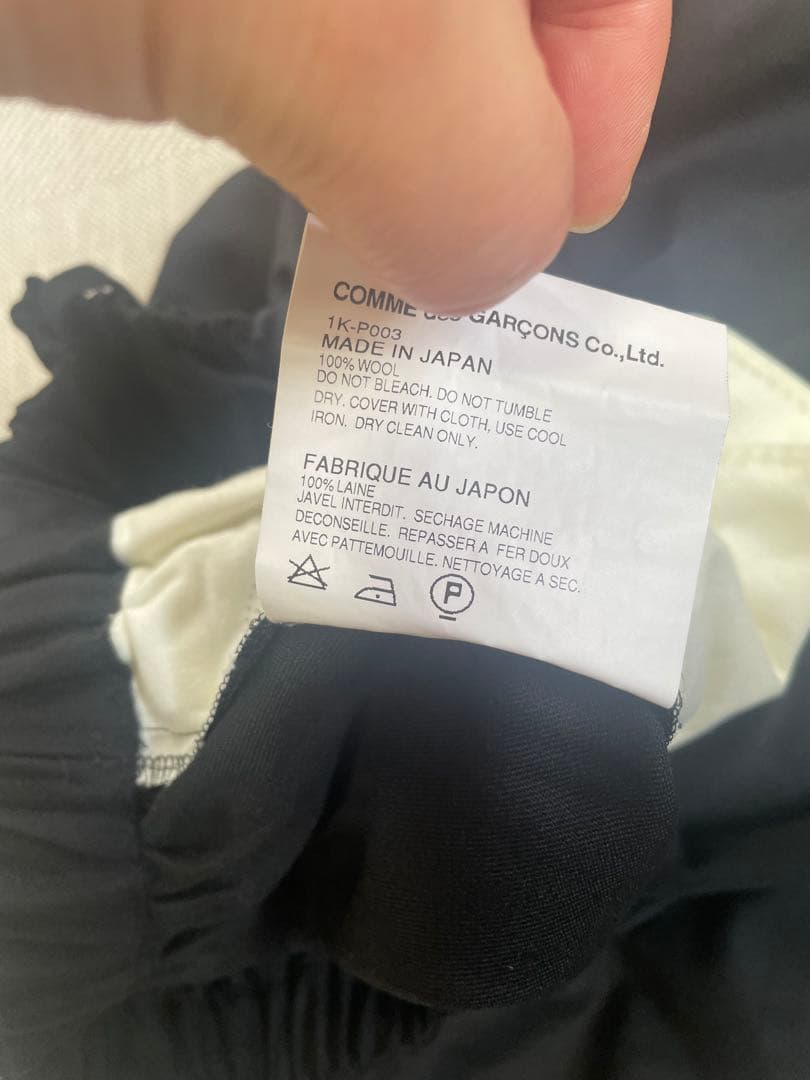 COMME des GARÇONS Co.,Ltd.
1K-P003
MADE IN JAPAN
100% WOOL
DO NOT BLEACH. DO NOT TUMBLE
DRY. COVER WITH CLOTH, USE COOL
IRON. DRY CLEAN ONLY.
FABRIQUE AU JAPON
100% LAINE
JAVEL INTERDIT. SECHAGE MACHINE
DECONSEILLE. REPASSER A FER DOUX
AVEC PATTEMOUILLE. NETTOYAGE A SEC.
P